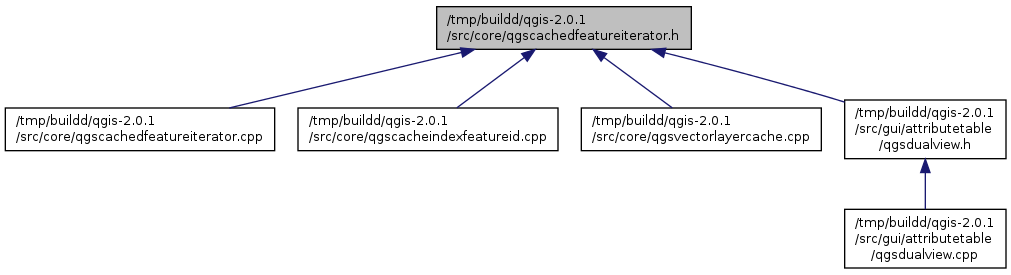 /tmp/buildd/qgis-2.0.1
/src/core/qgscachedfeatureiterator.h
/tmp/buildd/qgis-2.0.1
/src/core/qgscachedfeatureiterator.cpp
/tmp/buildd/qgis-2.0.1
/src/core/qgscacheindexfeatureid.cpp
/tmp/buildd/qgis-2.0.1
/src/core/qgsvectorlayercache.cpp
/tmp/buildd/qgis-2.0.1
/src/gui/attributetable
/qgsdualview.h
/tmp/buildd/qgis-2.0.1
/src/gui/attributetable
/qgsdualview.cpp